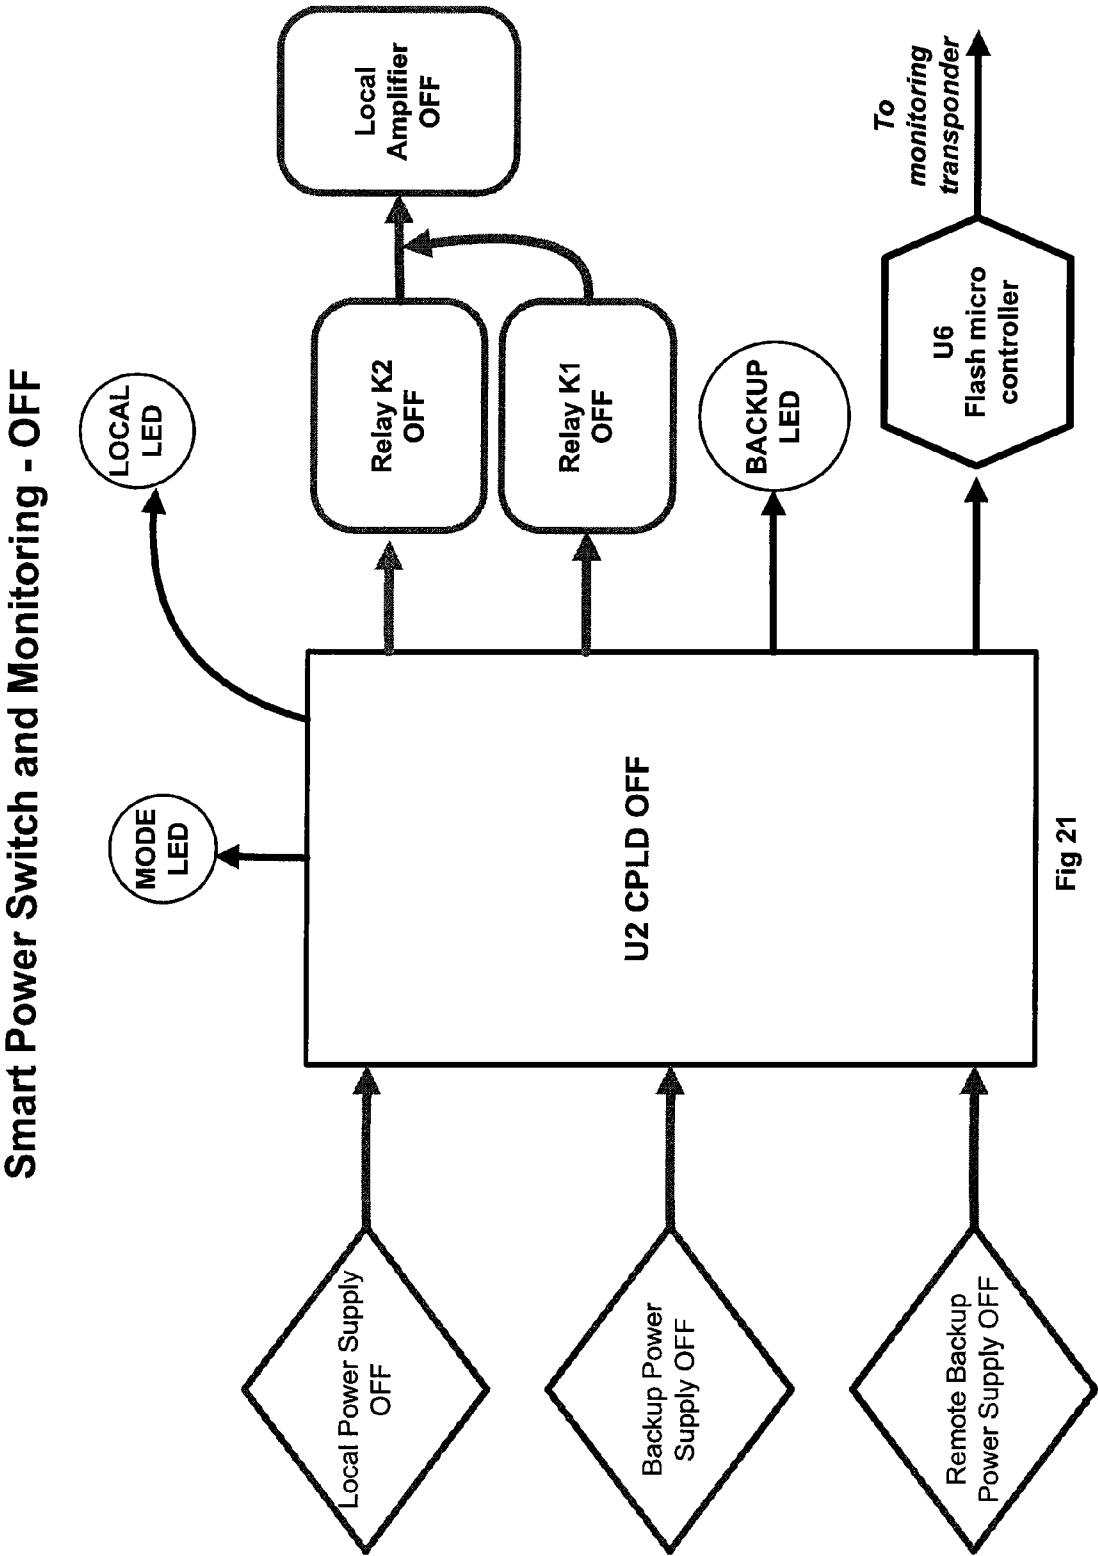 Smart Power Switch and Monitoring - OFF
MODE
LED
LOCAL
LED
Local Power Supply
OFF
Backup Power
Supply OFF
Remote Backup
Power Supply OFF
U2 CPLD OFF
Relay K2
OFF
Relay K1
OFF
Local
Amplifier
OFF
BACKUP
LED
U6
Flash micro
controller
To
monitoring
transponder
Fig 21